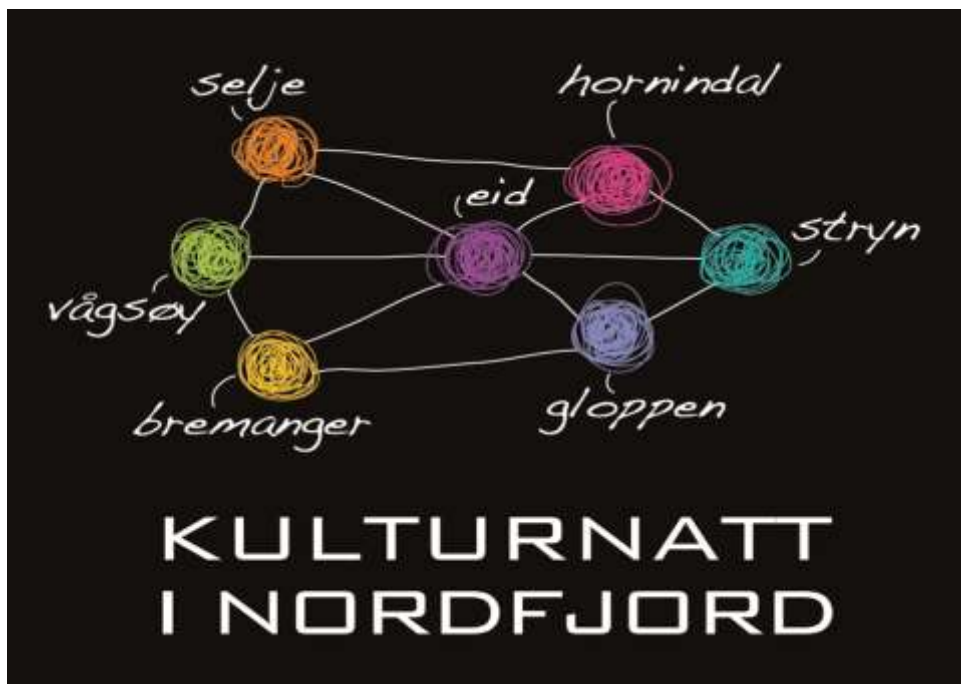 selje
hornindal
eid
stryn
vågsøy
gloppen
bremanger
KULTURNATT
I NORDFJORD